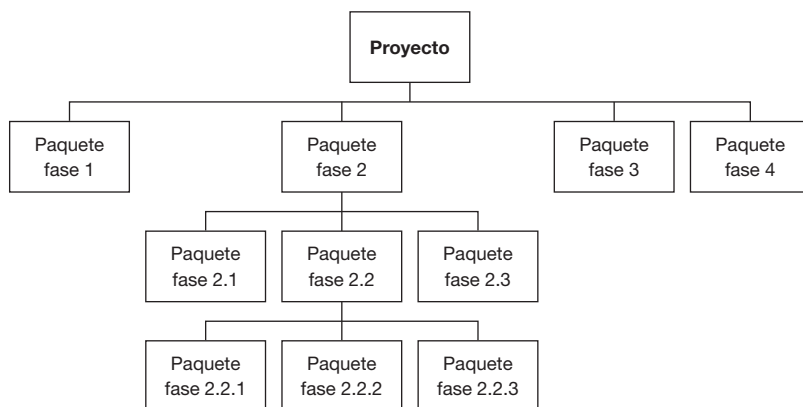 Proyecto
Paquete
fase 1
Paquete
fase 2
Paquete
fase 3
Paquete
fase 4
Paquete
fase 2.1
Paquete
fase 2.2
Paquete
fase 2.3
Paquete
fase 2.2.1
Paquete
fase 2.2.2
Paquete
fase 2.2.3